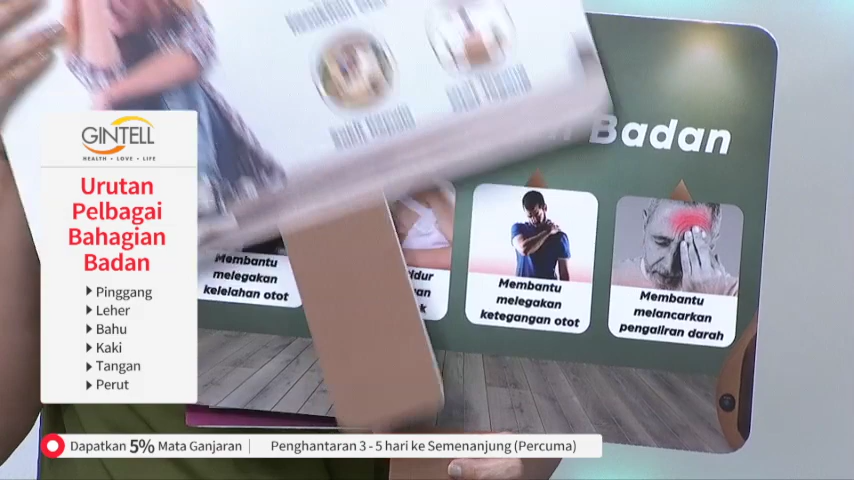 GINTELL
HEALTH • LOVE • LIFE
Urutan
Pelbagai
Bahagian
Badan
Pinggang
Leher
Bahu
Kaki
Tangan
Perut
Badan
Membantu
melegakan
kelelahan otot
Membantu
melegakan
ketegangan otot
Membantu
melancarkan
pengaliran darah
Dapatkan 5% Mata Ganjaran | Penghantaran 3 - 5 hari ke Semenanjung (Percuma)